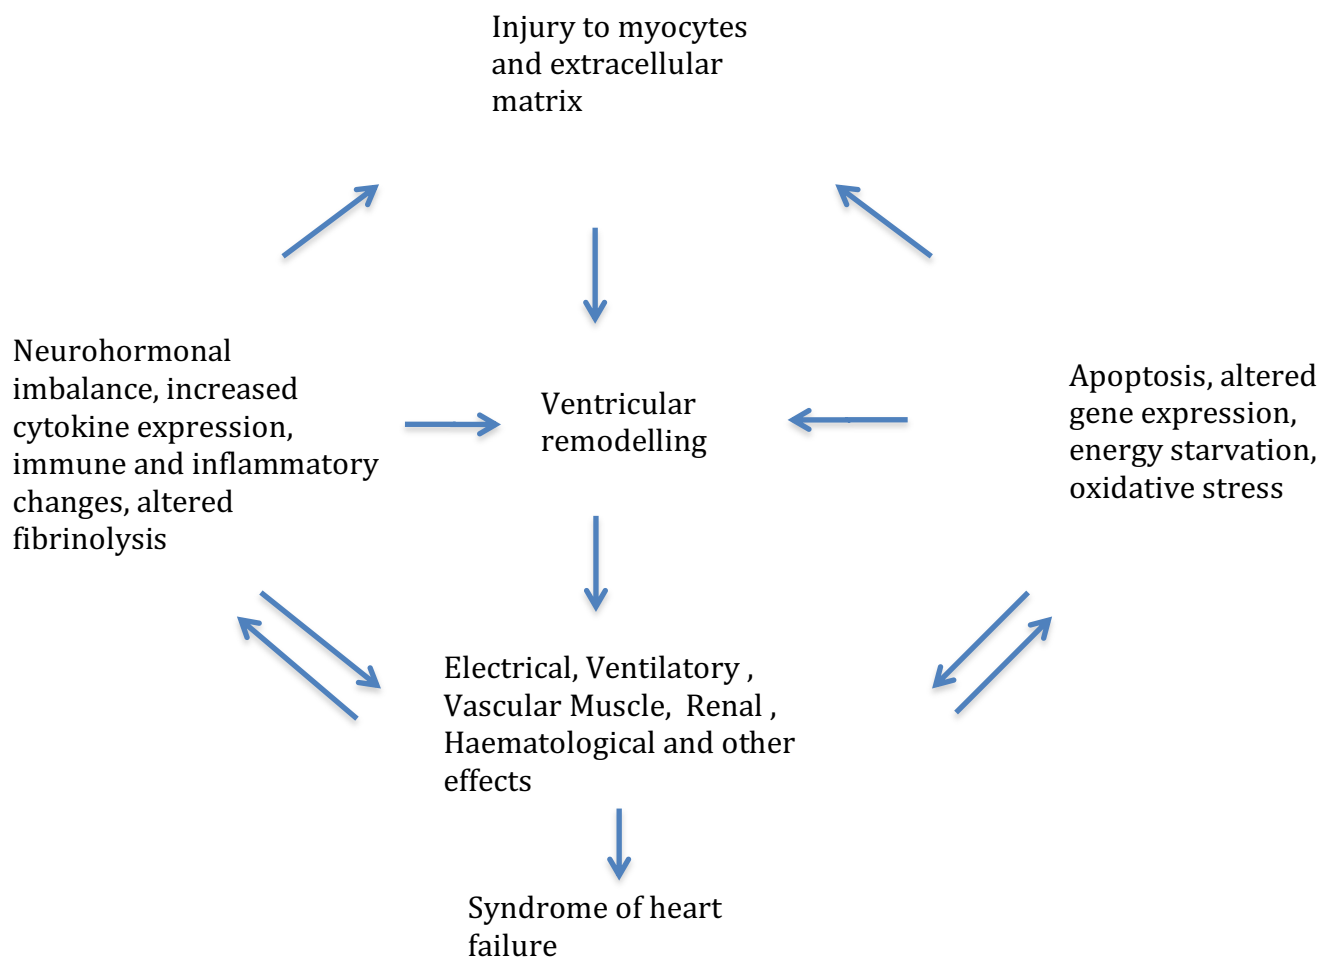 Injury to myocytes
and extracellular
matrix
Neurohormonal
imbalance, increased
cytokine expression,
immune and inflammatory
changes, altered
fibrinolysis
Ventricular
remodelling
Apoptosis, altered
gene expression,
energy starvation,
oxidative stress
Electrical, Ventilatory ,
Vascular Muscle,  Renal ,
Haematological and other
effects
Syndrome of heart
failure